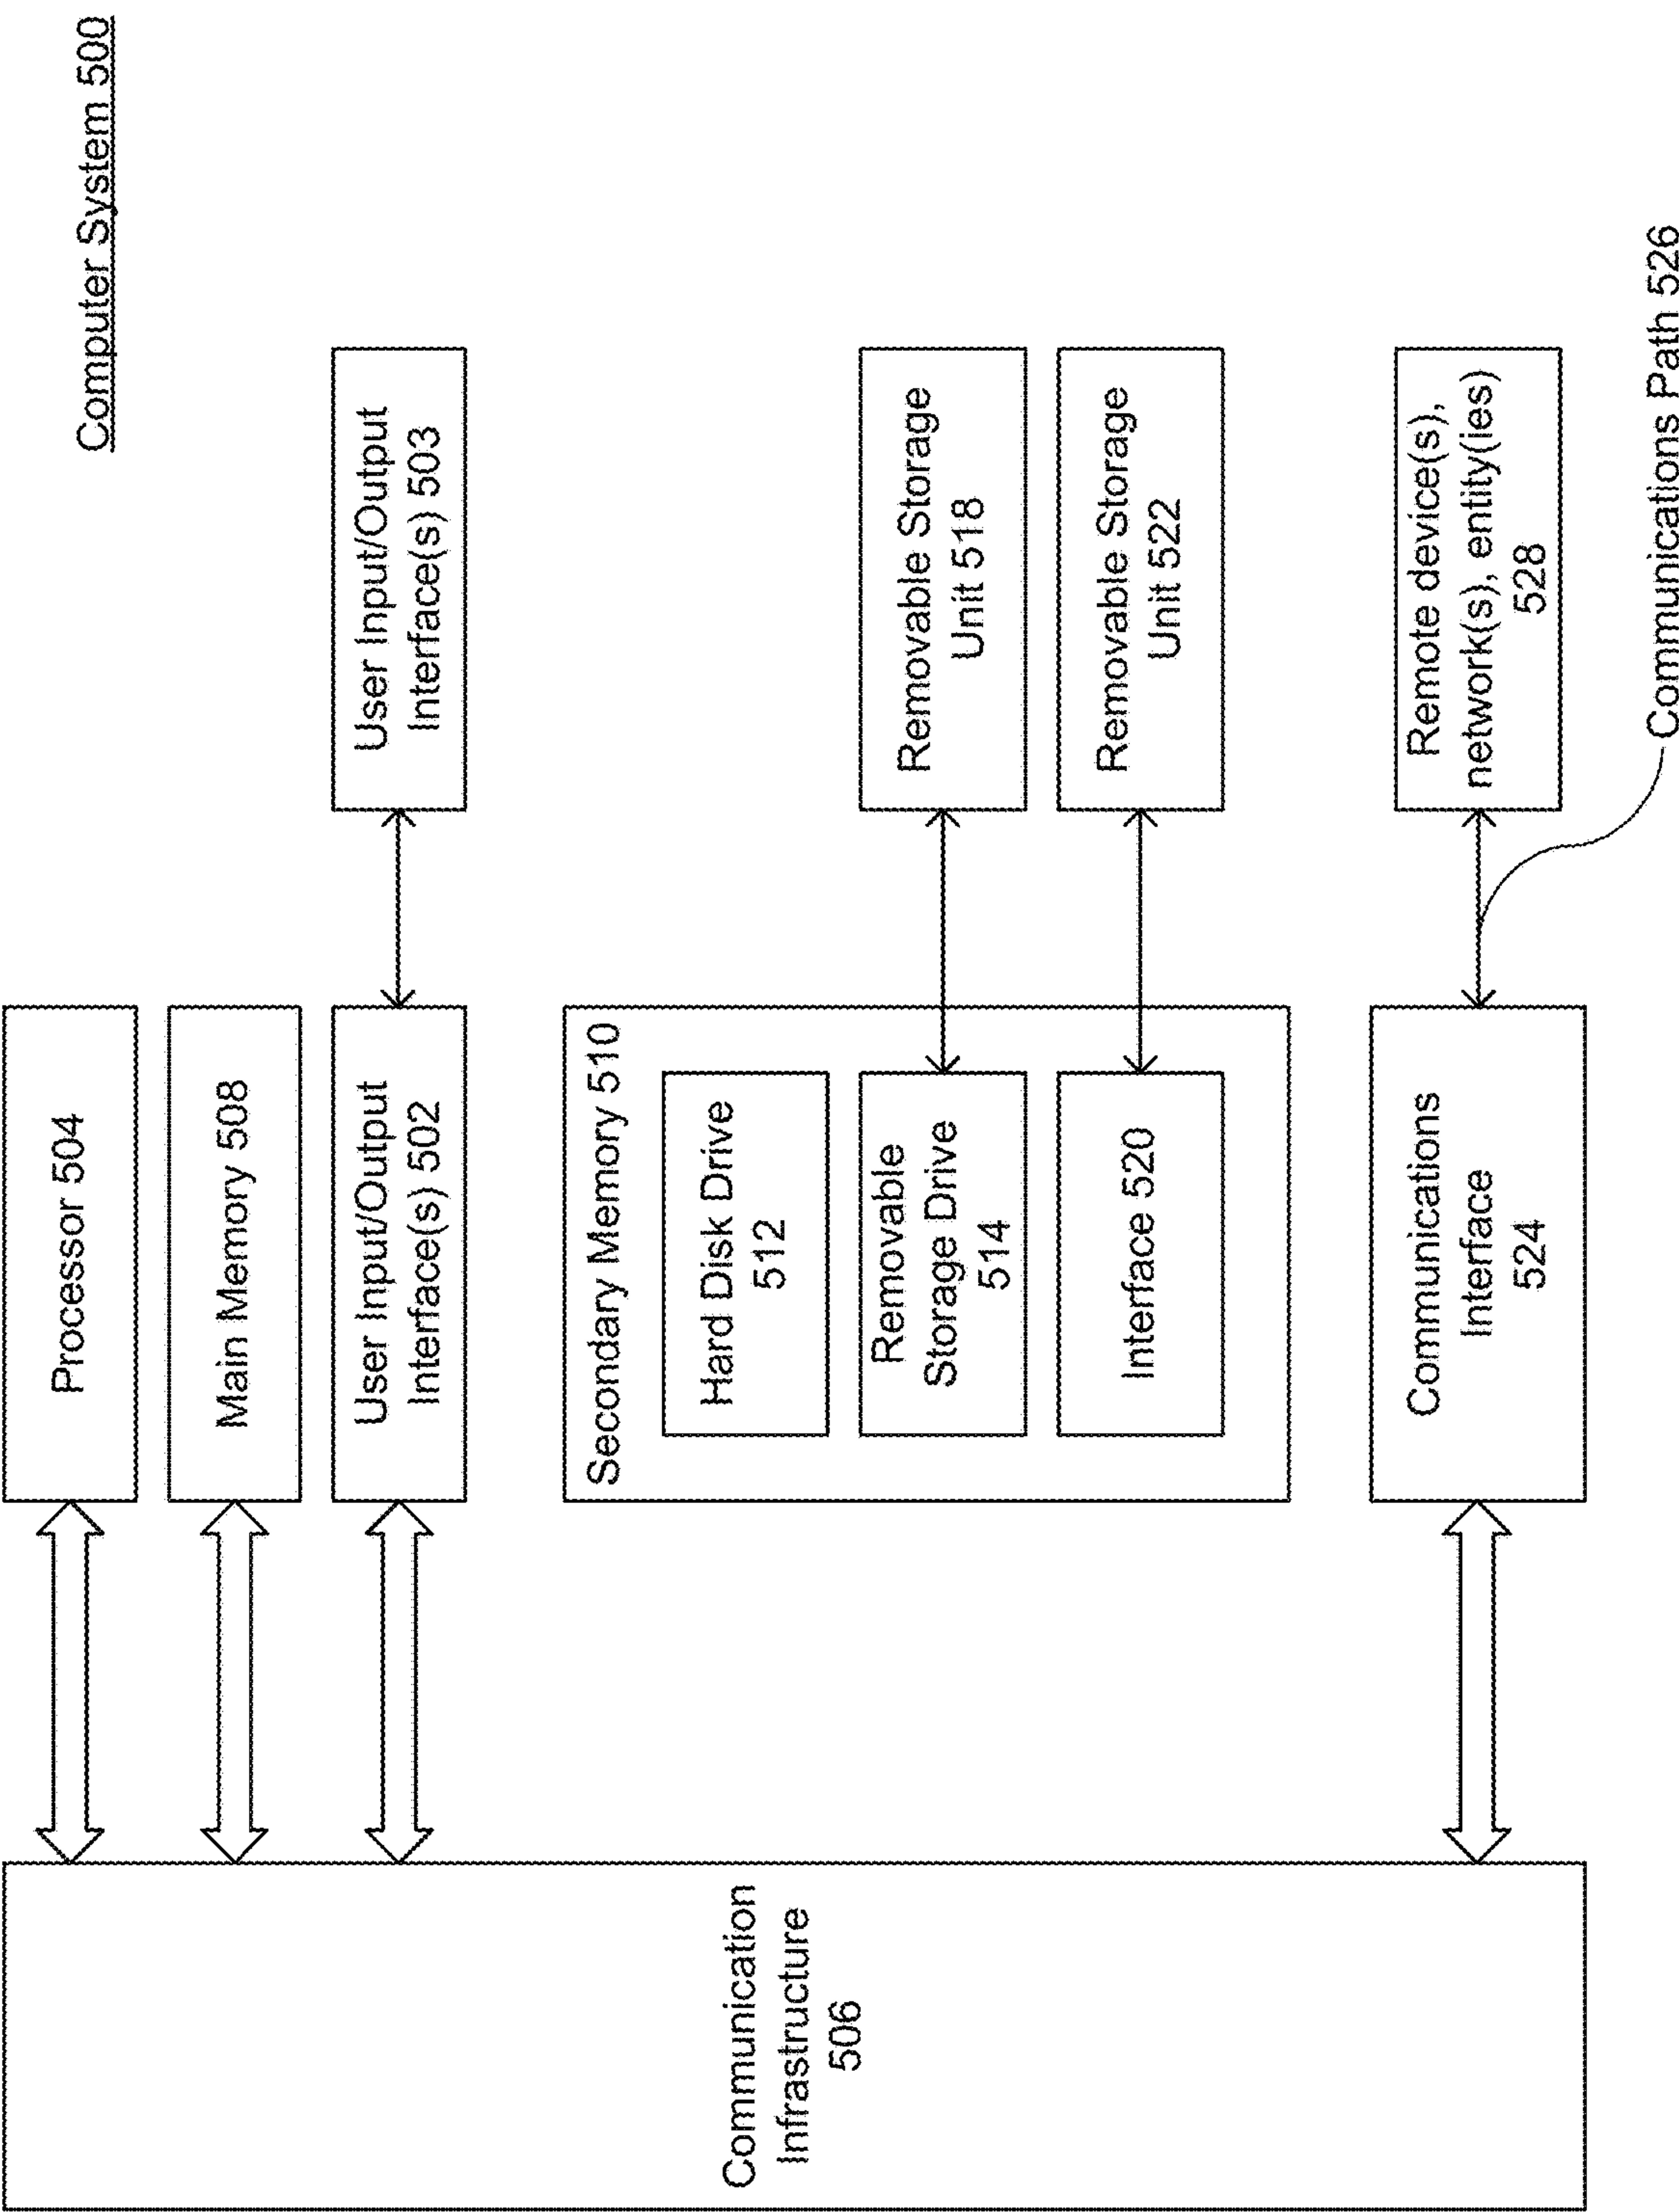 Computer System 500
Processor 504
Main Memory 508
User Input/Output
Interface(s) 502
User Input/Output
Interface(s) 503
Communication
Infrastructure
506
Secondary Memory 510
Hard Disk Drive
512
Removable
Storage Drive
514
Interface 520
Removable Storage
Unit 518
Removable Storage
Unit 522
Communications
Interface
524
Remote device(s),
network(s), entity(ies)
528
Communications Path 526